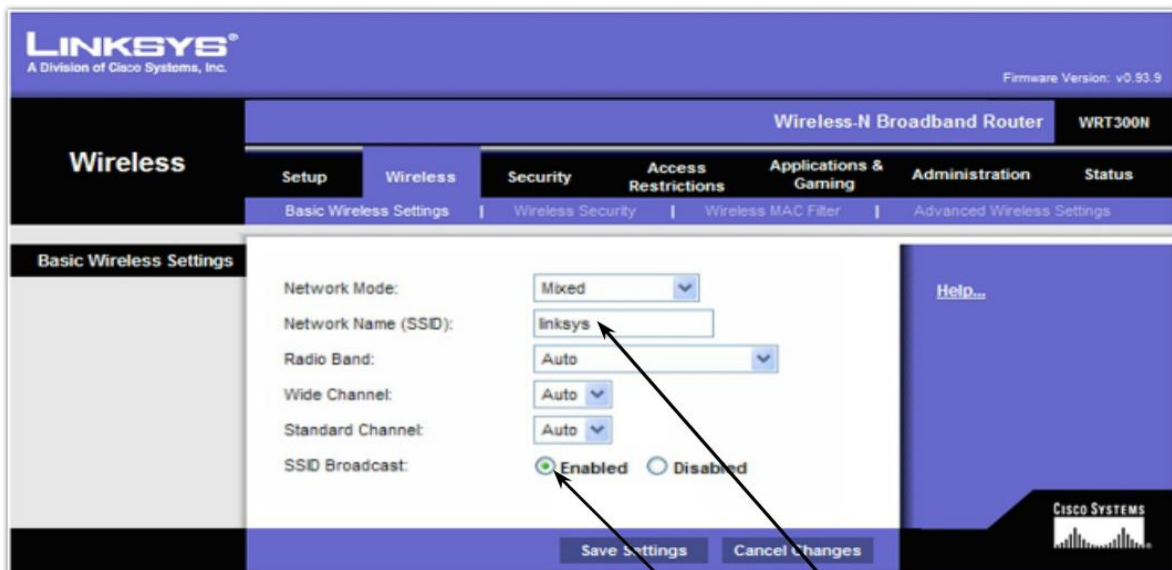 LINKSYS®
A Division of Cisco Systems, Inc.
Firmware Version: v0.93.9
Wireless-N Broadband Router WRT300N
Wireless
Setup Wireless Security Access Restrictions Applications & Gaming Administration Status
Basic Wireless Settings | Wireless Security | Wireless MAC Filter | Advanced Wireless Settings
Basic Wireless Settings
Network Mode: Mixed
Help...
Network Name (SSID): linksys
Radio Band: Auto
Wide Channel: Auto
Standard Channel: Auto
SSID Broadcast: Enabled Disabled
CISCO SYSTEMS
Save Settings Cancel Changes